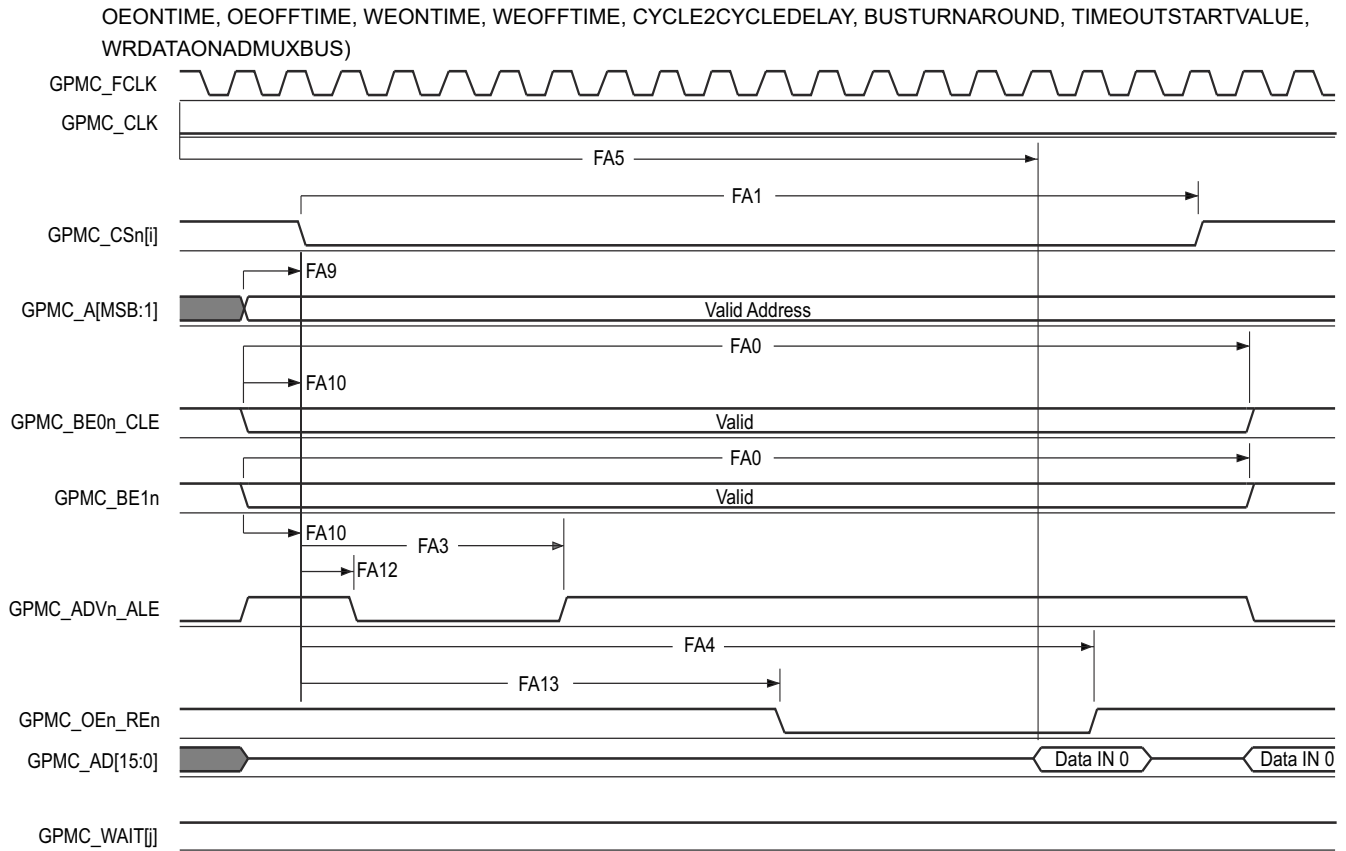 OEONTIME, OEOFFTIME, WEONTIME, WEOFFTIME, CYCLE2CYCLEDELAY, BUSTURNAROUND, TIMEOUTSTARTVALUE,
WRDATAONADMUXBUS)
GPMC_FCLK
GPMC_CLK
FA5
FA1
GPMC_CSn[i]
FA9
GPMC_A[MSB:1]
Valid Address
FA0
FA10
GPMC_BE0n_CLE
Valid
FA0
GPMC_BE1n
Valid
FA10
FA3
FA12
GPMC_ADVn_ALE
FA4
FA13
GPMC_OEn_REn
GPMC_AD[15:0]
Data IN 0
Data IN 0
GPMC_WAIT[j]